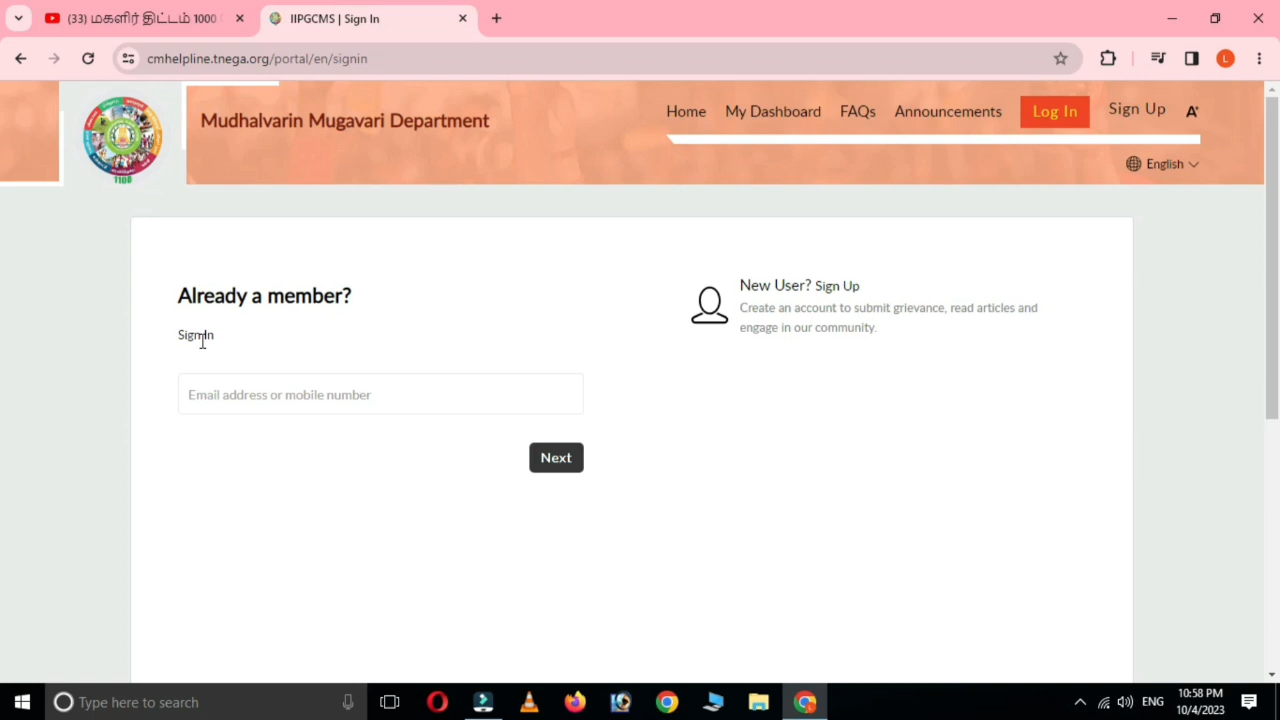 (33) மகளிர் திட்டம் 1000
IIPGCMS | Sign In
cmhelpline.tnega.org/portal/en/signin
L
1100
Mudhalvarin Mugavari Department
Home
My Dashboard
FAQs
Announcements
Log In
Sign Up
A+
English
Already a member?
Sign In
Email address or mobile number
Next
New User? Sign Up
Create an account to submit grievance, read articles and
engage in our community.
Type here to search
ENG
10:58 PM
10/4/2023